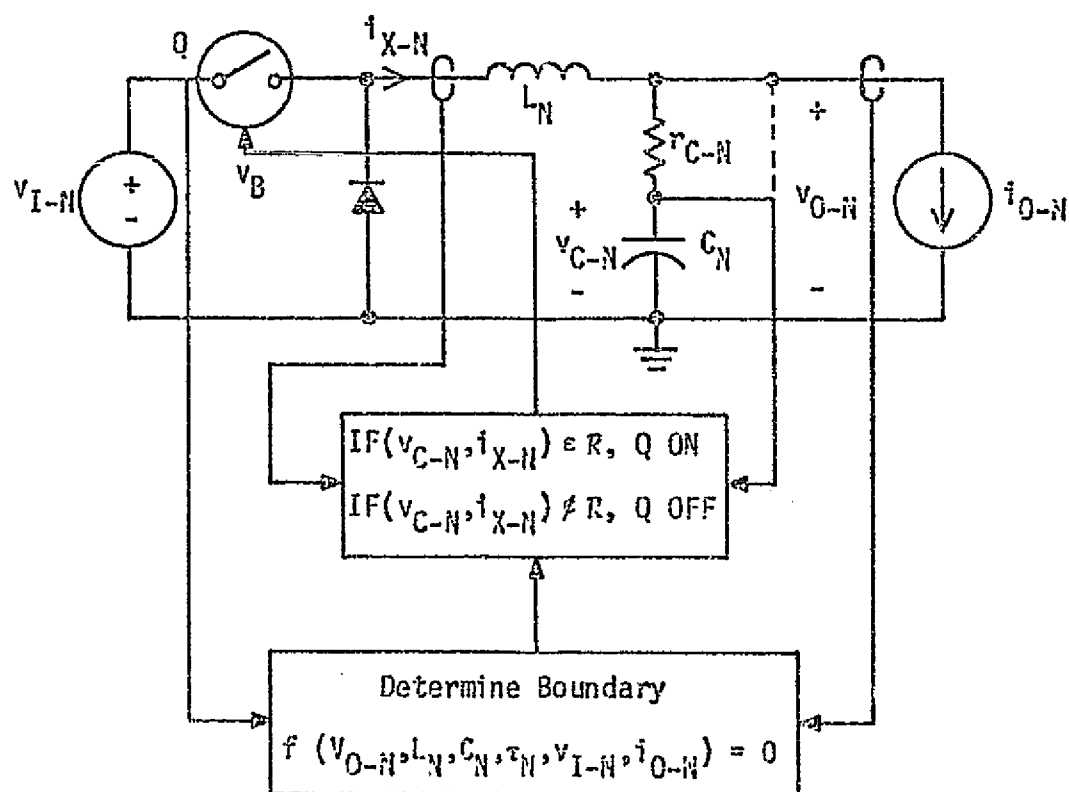 Q
i_X-N
L_N
r_C-N
v_B
v_I-N
+
-
+
v_C-N
-
C_N
+
v_O-N
-
i_O-N
IF(v_C-N,i_X-N) ε R, Q ON
IF(v_C-N,i_X-N) ∉ R, Q OFF
Determine Boundary
f (V_O-N,L_N,C_N,τ_N,v_I-N,i_O-N) = 0